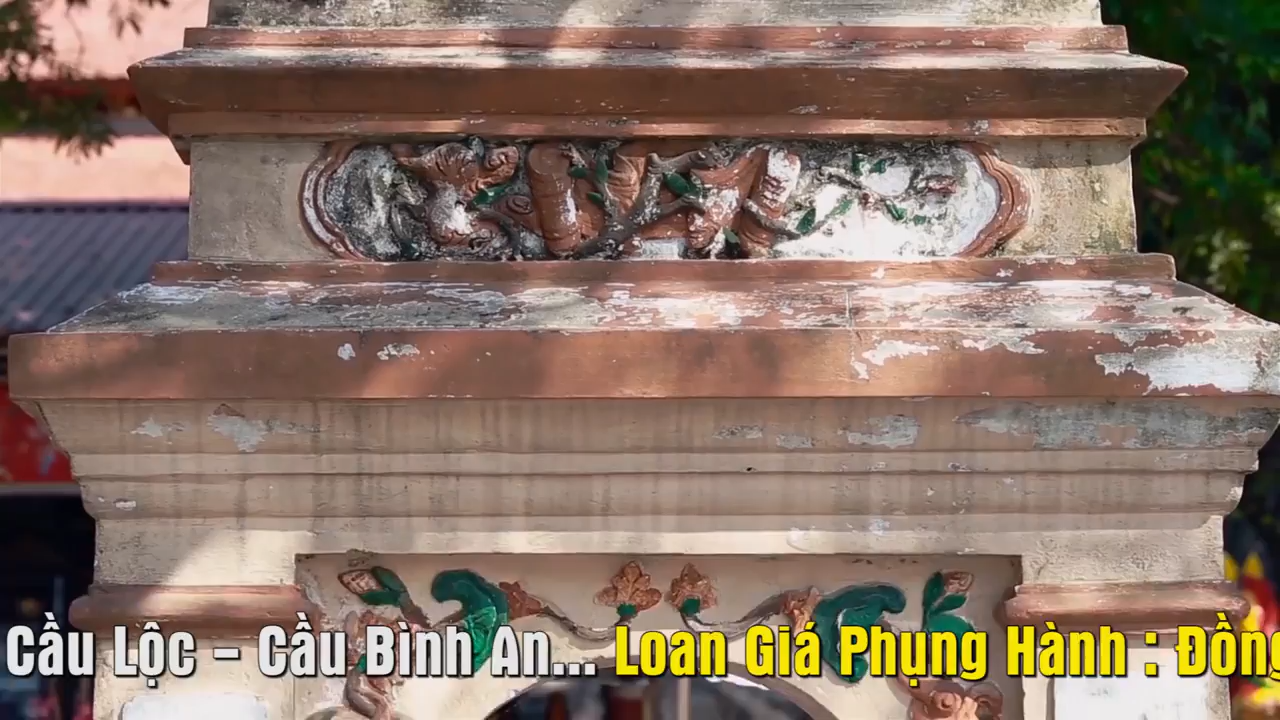 Cầu Lộc - Cầu Bình An... Loan Giá Phụng Hành : Đồng